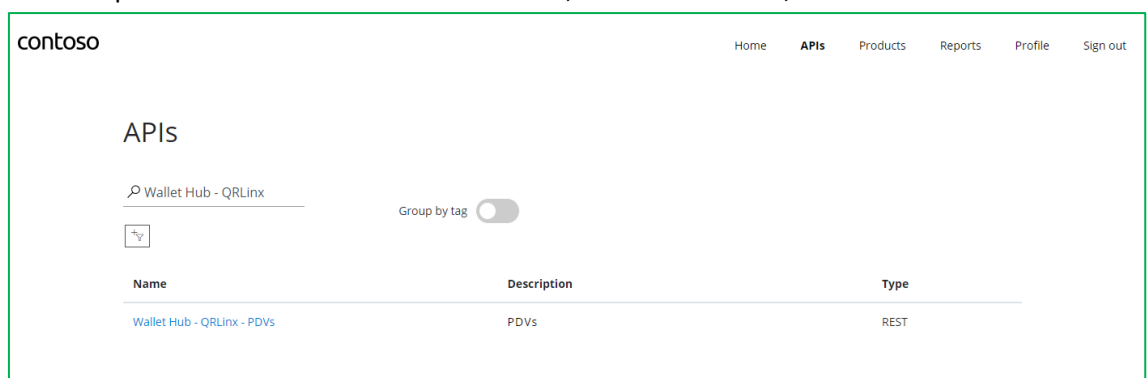 contoso
Home APIs Products Reports Profile Sign out
APIs
Wallet Hub - QRLinx
Group by tag
Name Description Type
Wallet Hub - QRLinx - PDVs PDVs REST